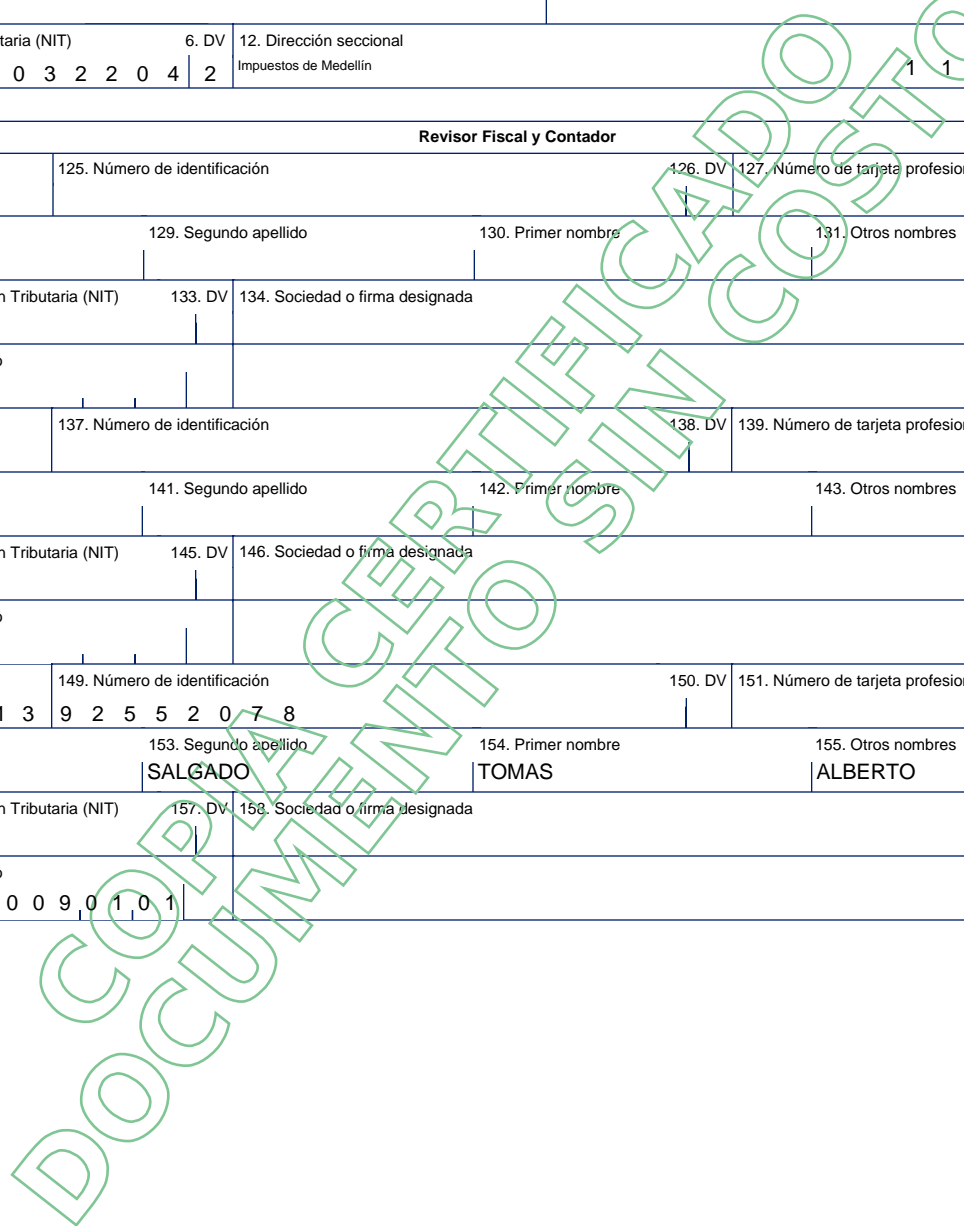 taria (NIT) 6. DV 12. Dirección seccional
0 3 2 2 0 4 2 Impuestos de Medellín 1 1
Revisor Fiscal y Contador
125. Número de identificación 126. DV 127. Número de tarjeta profesion
129. Segundo apellido 130. Primer nombre 131. Otros nombres
n Tributaria (NIT) 133. DV 134. Sociedad o firma designada
o
137. Número de identificación 138. DV 139. Número de tarjeta profesion
141. Segundo apellido 142. Primer nombre 143. Otros nombres
n Tributaria (NIT) 145. DV 146. Sociedad o firma designada
o
149. Número de identificación 150. DV 151. Número de tarjeta profesion
1 3 9 2 5 5 2 0 7 8
153. Segundo apellido 154. Primer nombre 155. Otros nombres
SALGADO TOMAS ALBERTO
n Tributaria (NIT) 157. DV 158. Sociedad o firma designada
o
0 0 9 0 1 0 1
COPIA CERTIFICADO
DOCUMENTO SIN COSTO